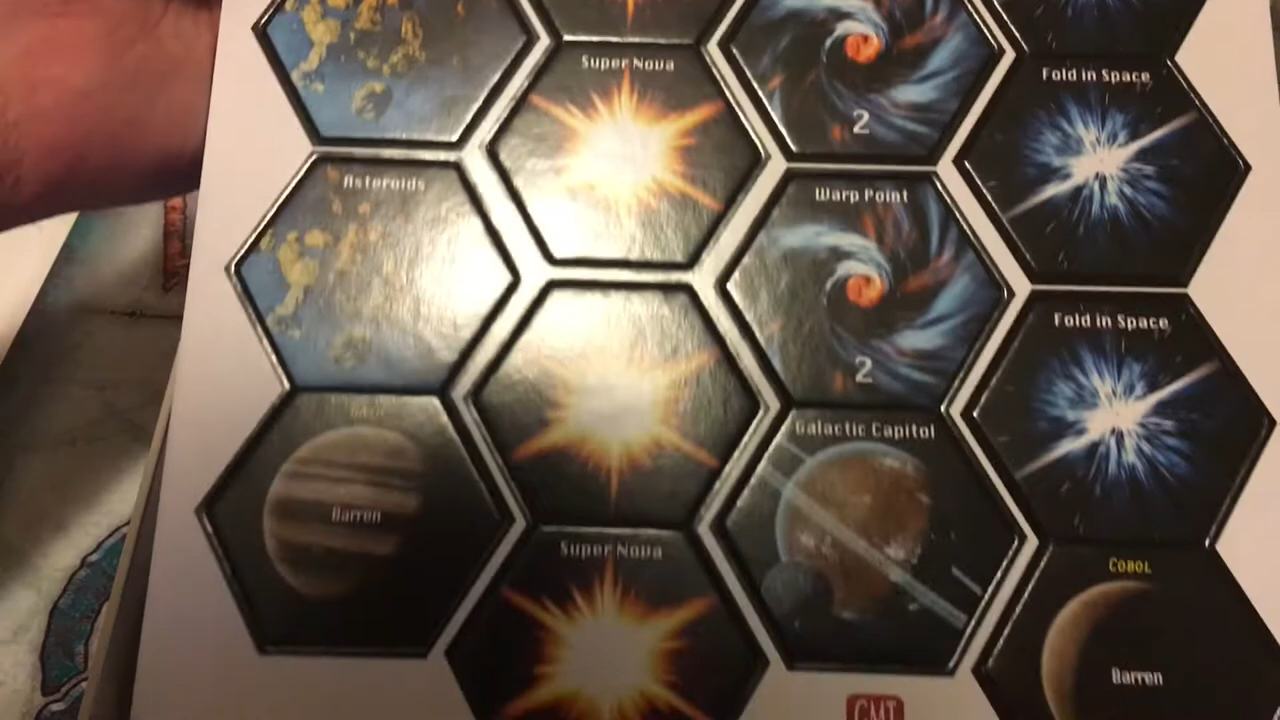 Super Nova
Fold in Space
2
Asteroids
Warp Point
Fold in Space
2
Galactic Capitol
Barren
Super Nova
COBOL
Barren
GMT